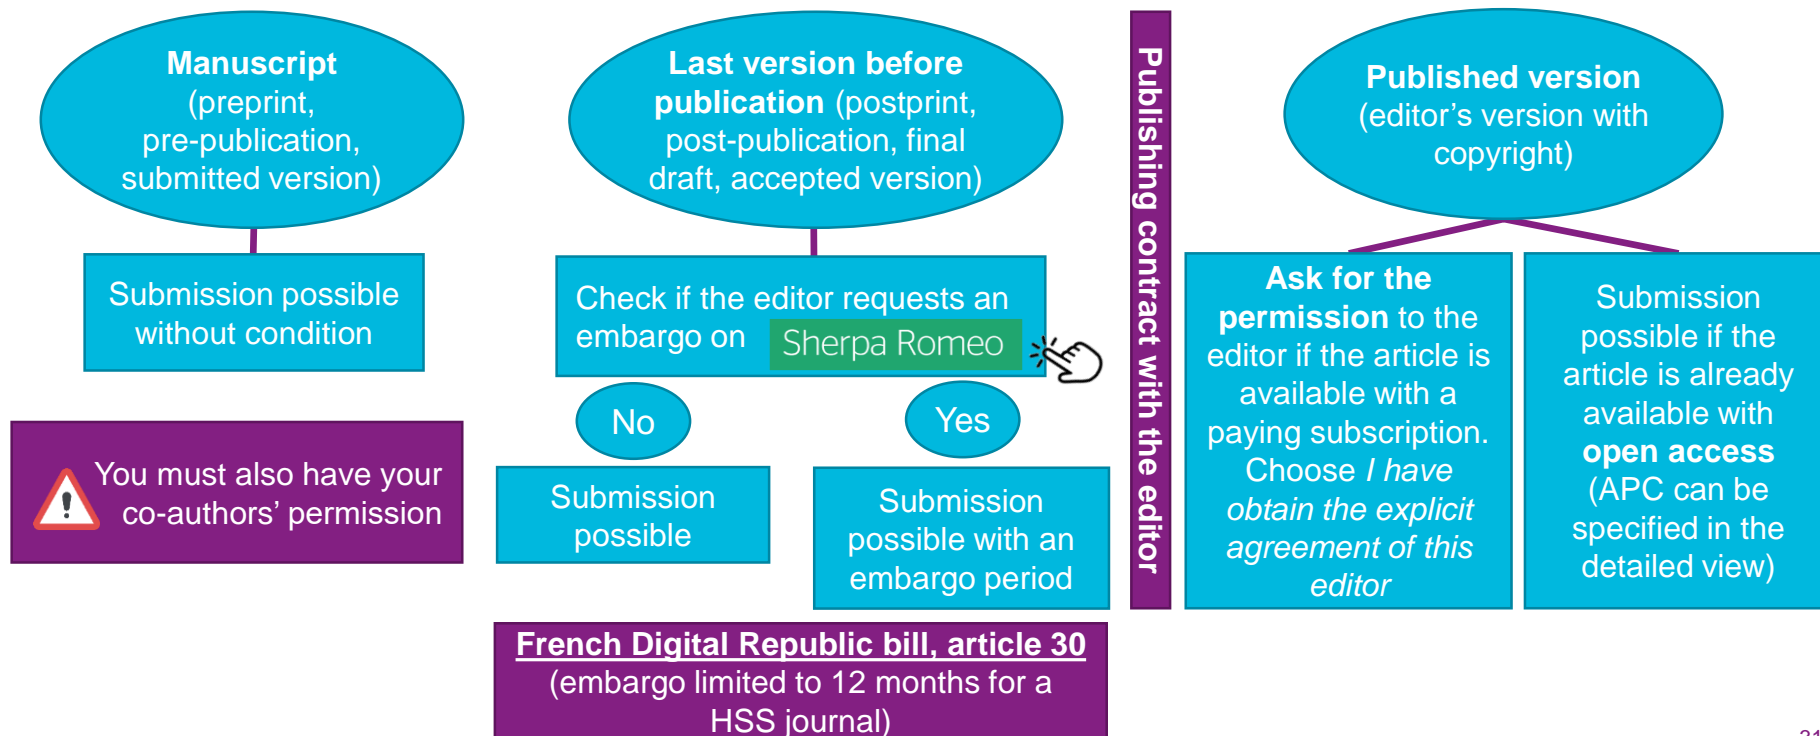 Manuscript
(preprint,
pre-publication,
submitted version)
Submission possible
without condition
You must also have your
co-authors' permission
Last version before
publication (postprint,
post-publication, final
draft, accepted version)
Check if the editor requests an
embargo on Sherpa Romeo
No
Yes
Submission
possible
Submission
possible with an
embargo period
French Digital Republic bill, article 30
(embargo limited to 12 months for a
HSS journal)
Publishing contract with the editor
Published version
(editor's version with
copyright)
Ask for the
permission to the
editor if the article is
available with a
paying subscription.
Choose I have
obtain the explicit
agreement of this
editor
Submission
possible if the
article is already
available with
open access
(APC can be
specified in the
detailed view)